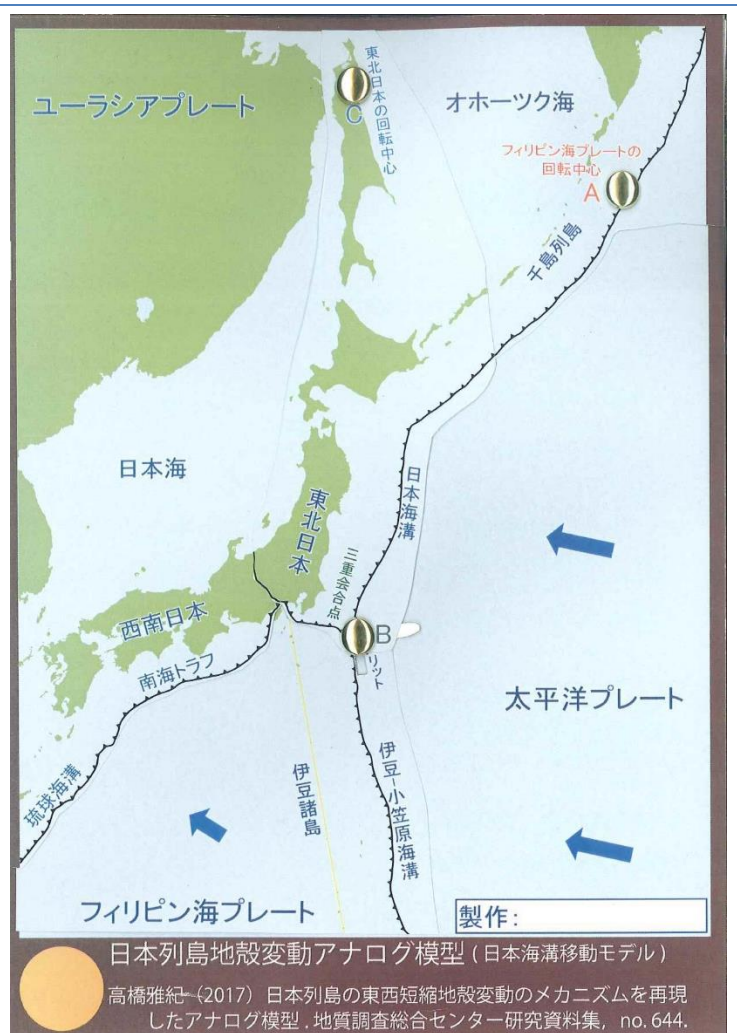 ユーラシアプレート
東北日本の回転中心
C
オホーツク海
フィリピン海プレートの
回転中心
A
千島列島
日本海
日本海溝
東北日本
三重会合点
西南日本
B
リット
南海トラフ
太平洋プレート
琉球海溝
伊豆諸島
伊豆-小笠原海溝
フィリピン海プレート
製作:
日本列島地殻変動アナログ模型 (日本海溝移動モデル)
高橋雅紀 (2017) 日本列島の東西短縮地殻変動のメカニズムを再現
したアナログ模型. 地質調査総合センター研究資料集, no. 644.